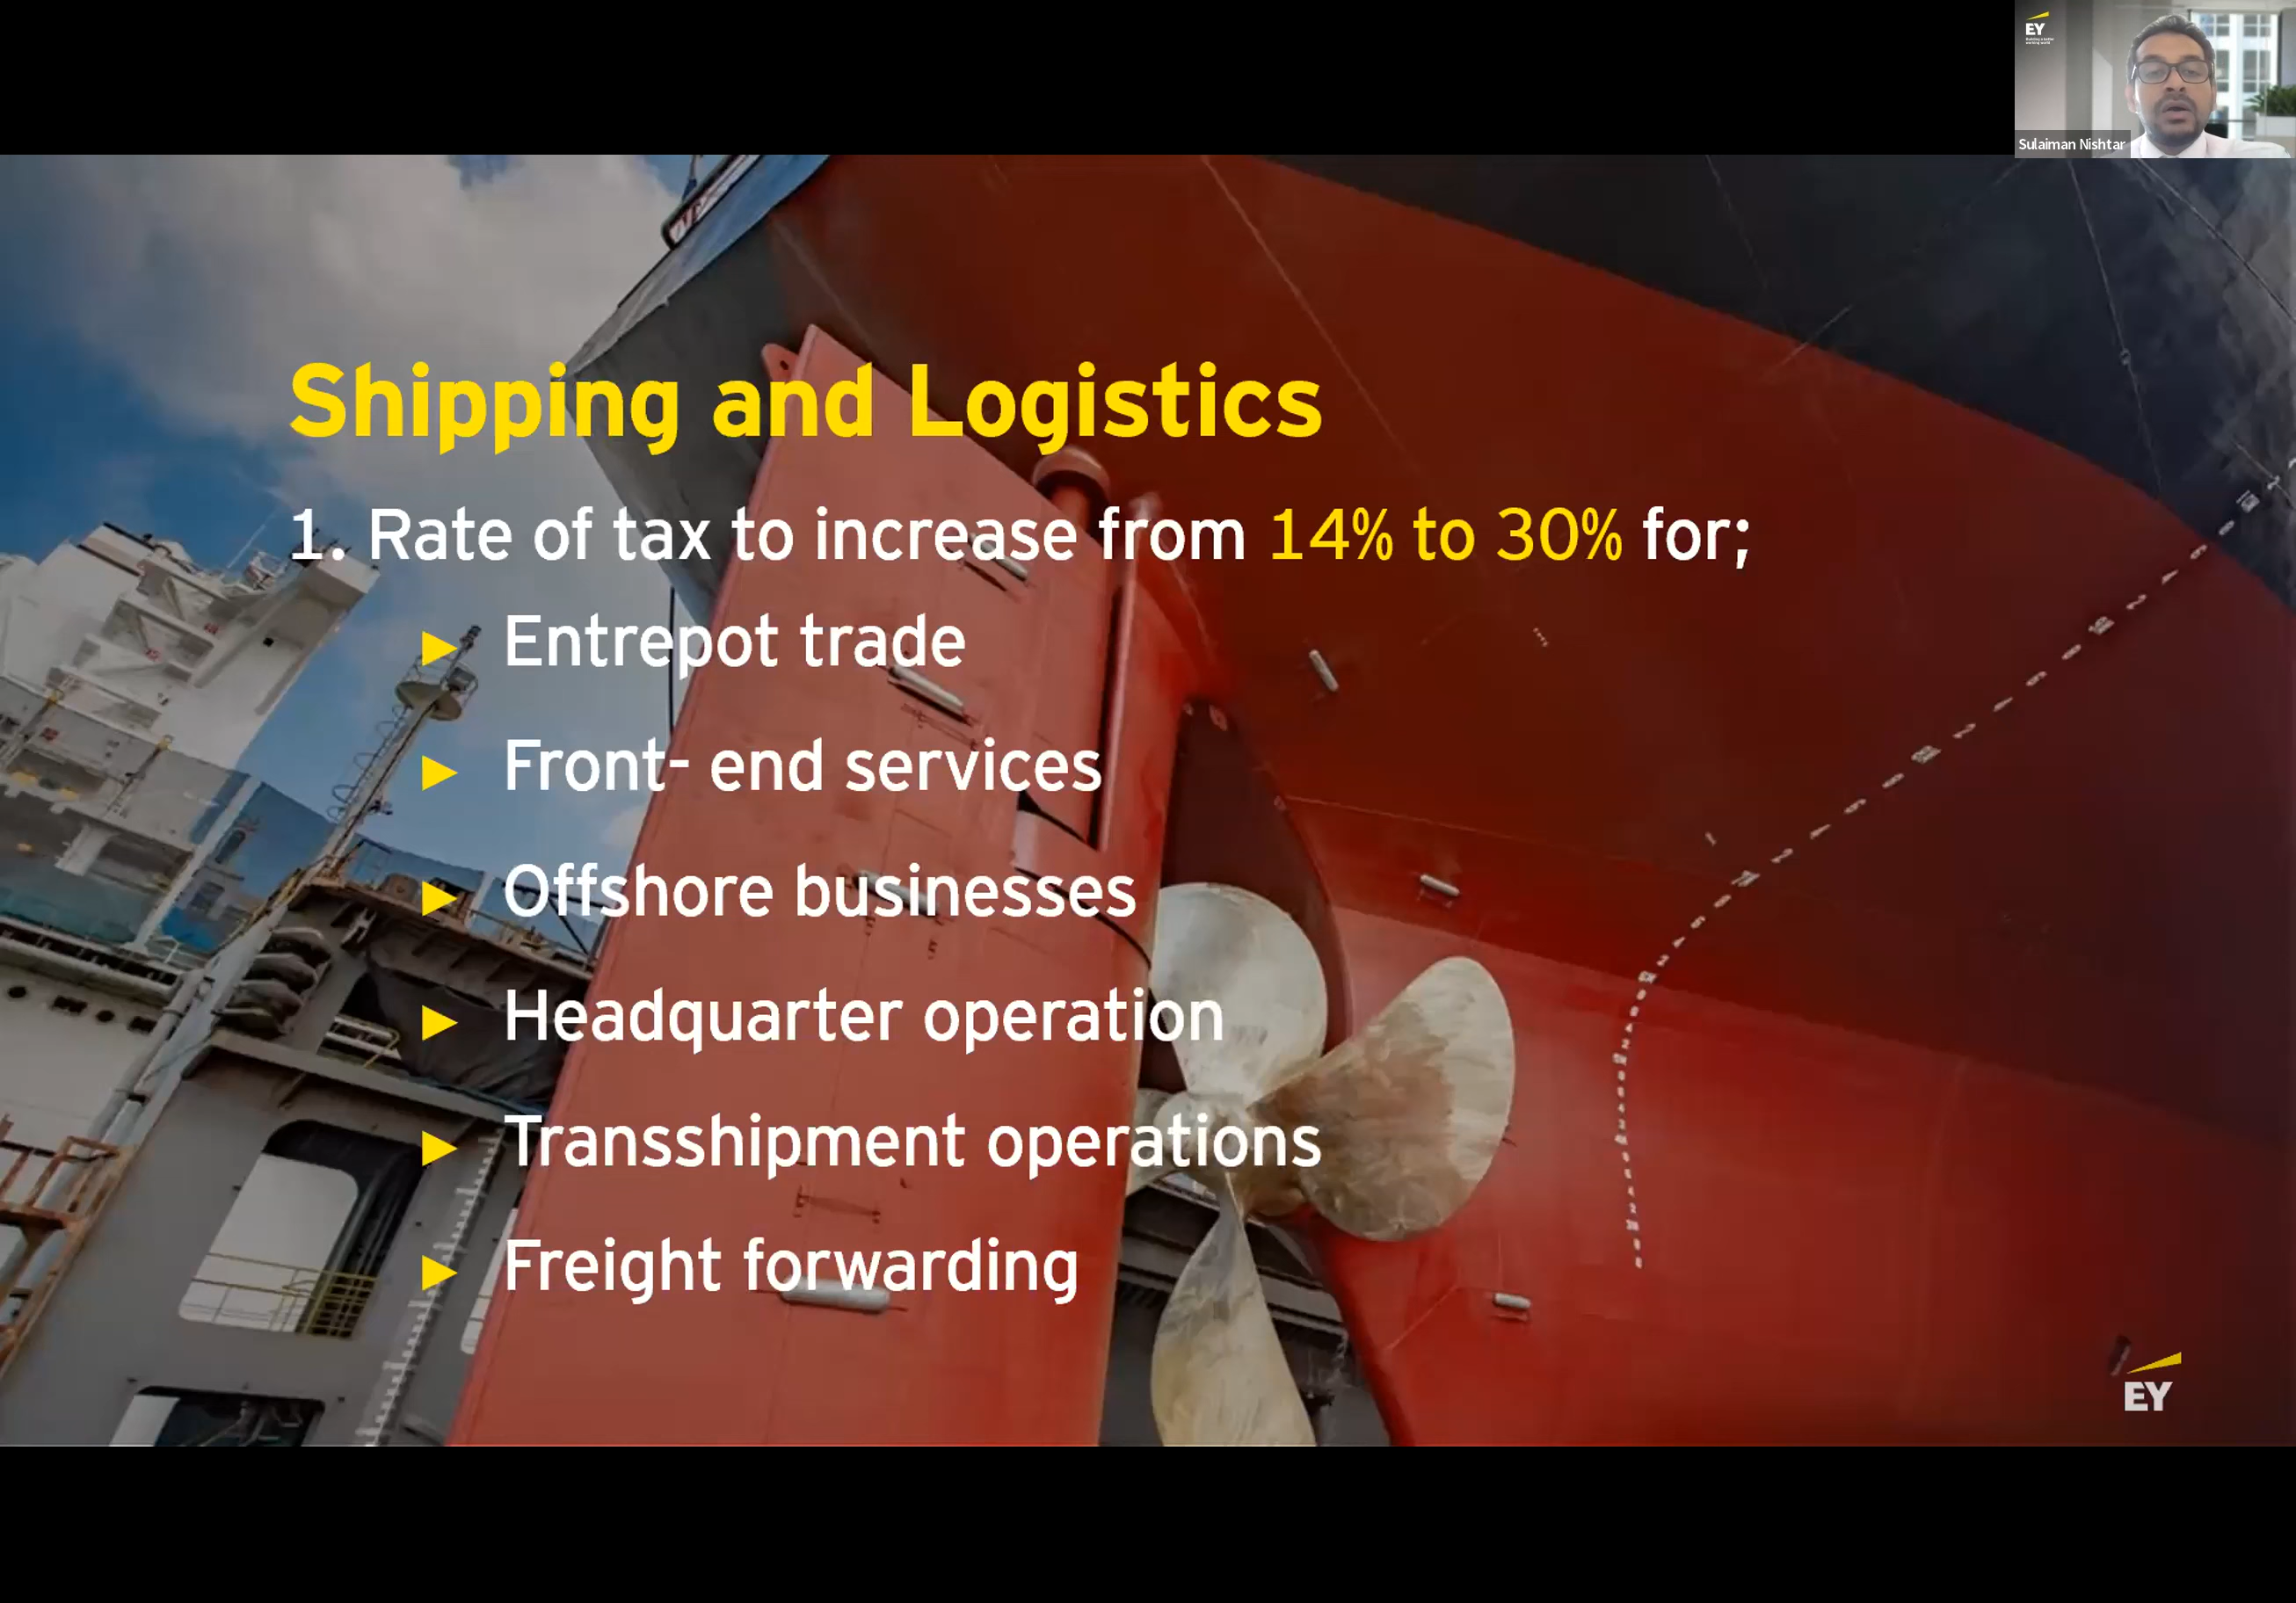 EY
Sulaiman Nishtar
Shipping and Logistics
1. Rate of tax to increase from 14% to 30% for;
► Entrepot trade
► Front- end services
► Offshore businesses
► Headquarter operation
► Transshipment operations
► Freight forwarding
EY